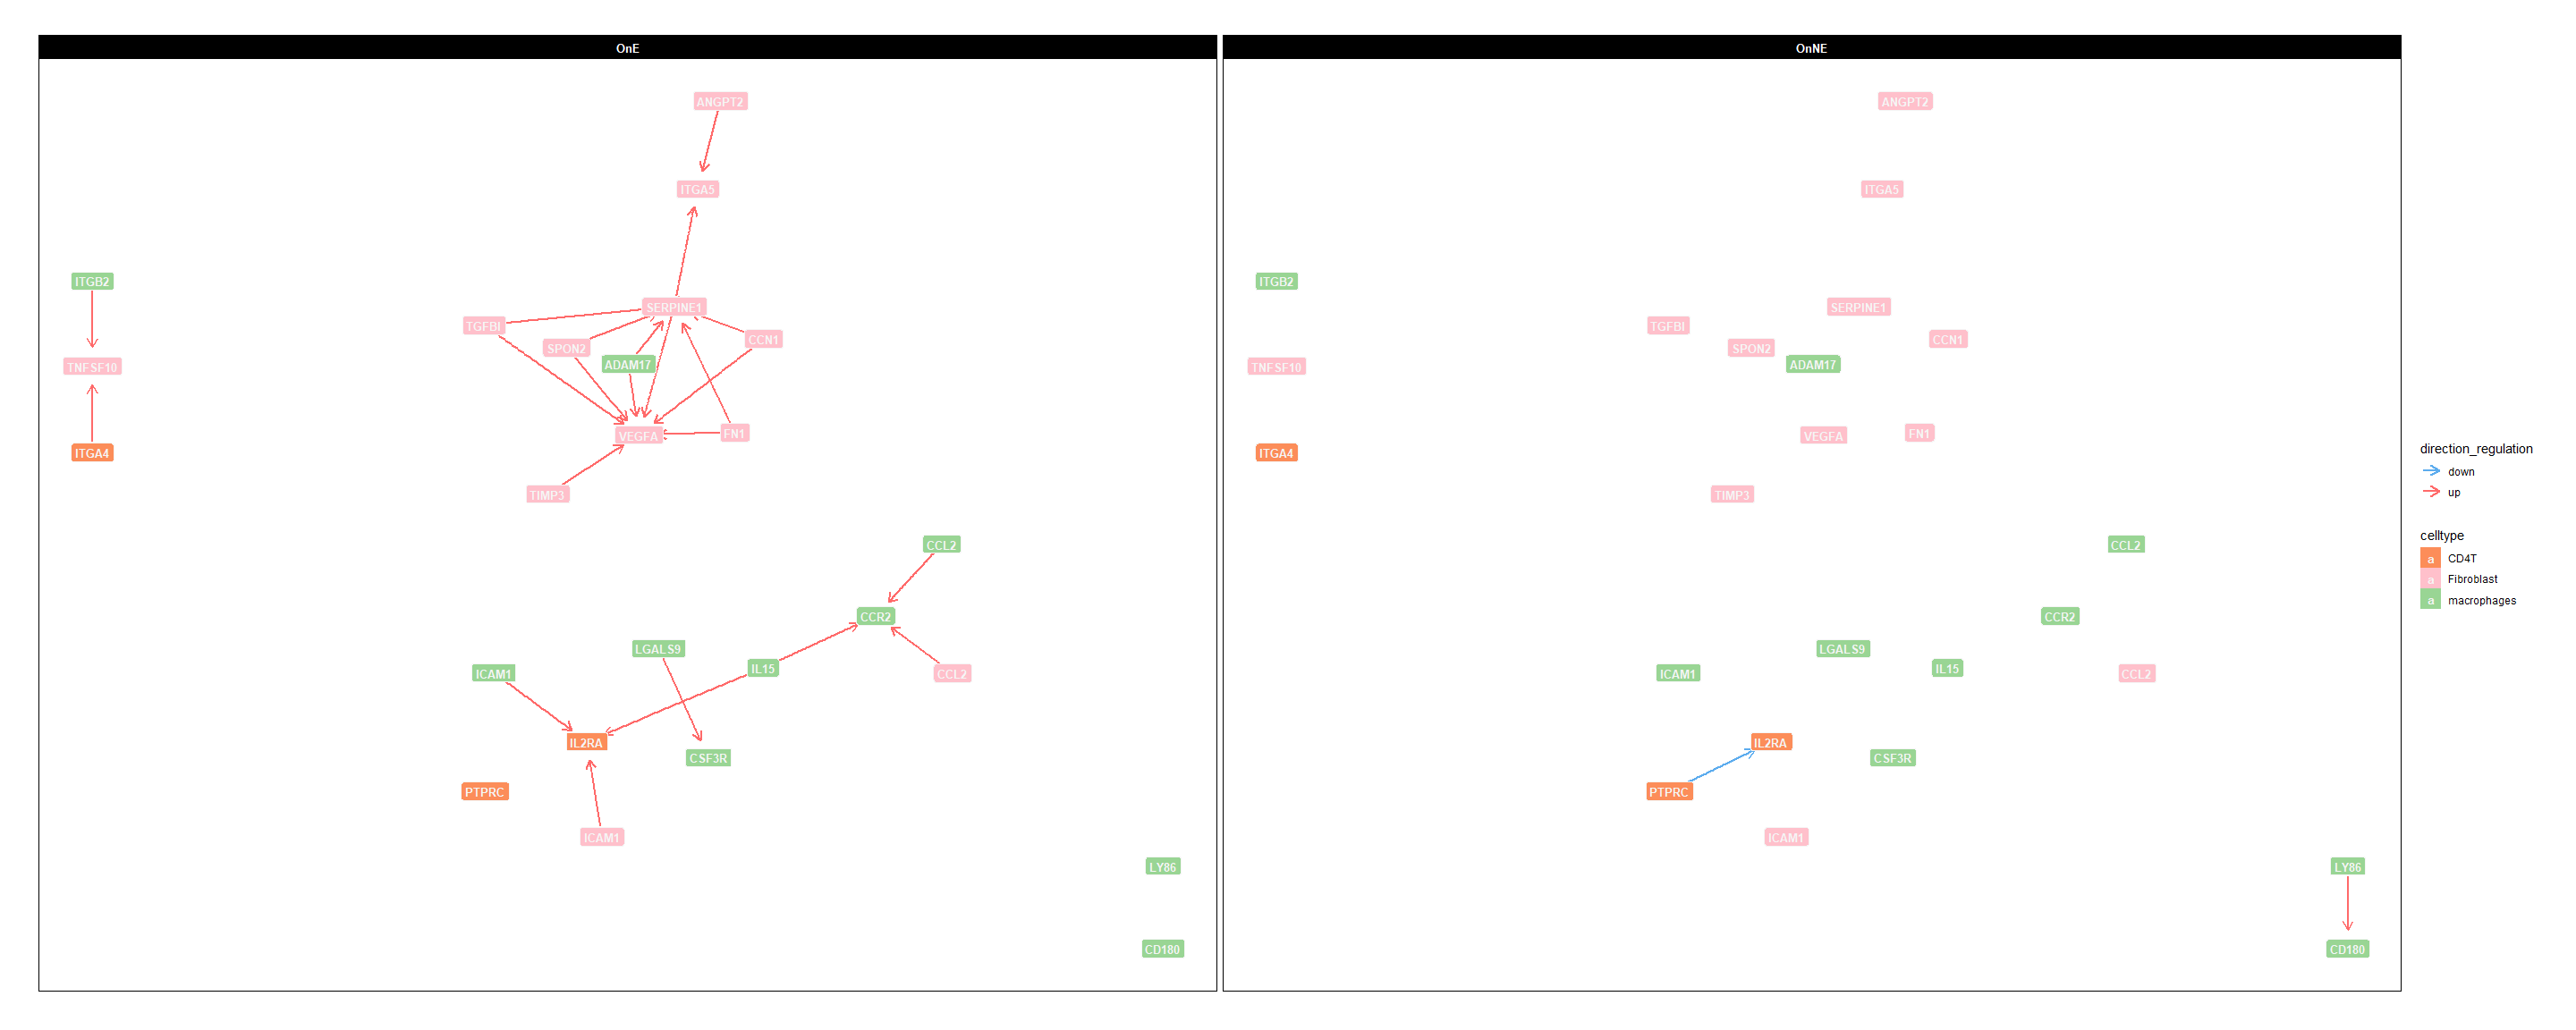 OnE
ANGPT2
ITGA5
ITGB2
SERPINE1
TGFBI
CCN1
SPON2
ADAM17
TNFSF10
VEGFA
FN1
ITGA4
TIMP3
CCL2
CCR2
LGALS9
IL15
ICAM1
CCL2
IL2RA
CSF3R
PTPRC
ICAM1
LY86
CD180
OnNE
ANGPT2
ITGA5
ITGB2
SERPINE1
TGFBI
CCN1
SPON2
ADAM17
TNFSF10
VEGFA
FN1
ITGA4
TIMP3
CCL2
CCR2
LGALS9
IL15
ICAM1
CCL2
IL2RA
CSF3R
PTPRC
ICAM1
LY86
CD180
direction_regulation
down
up
celltype
a CD4T
a Fibroblast
a macrophages